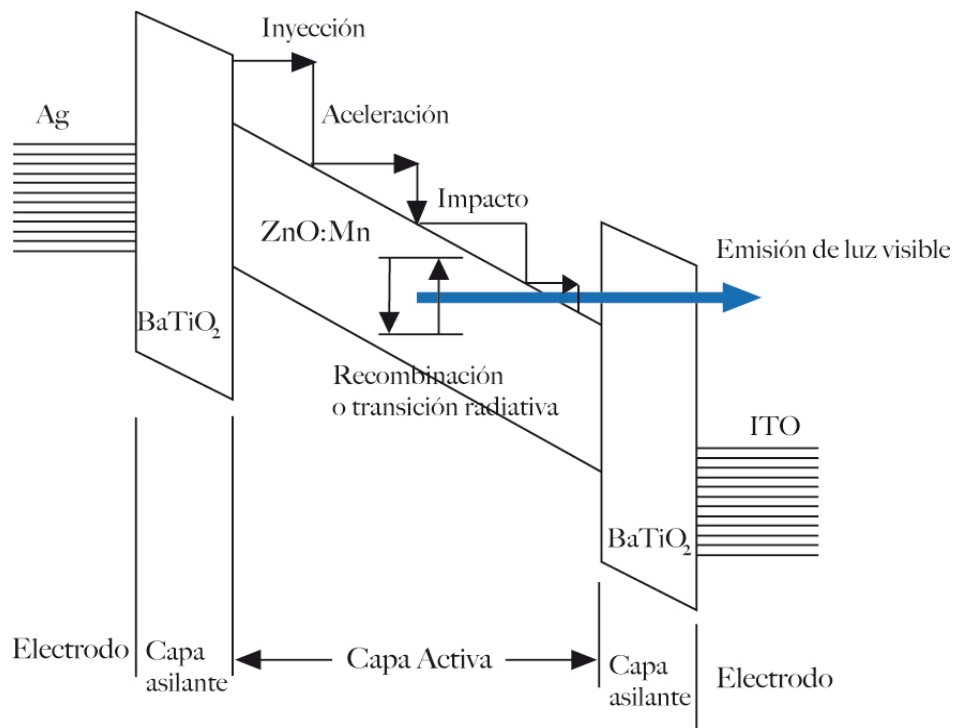 Inyección
Ag
Aceleración
Impacto
ZnO:Mn
Emisión de luz visible
BaTiO₂
Recombinación
o transición radiativa
ITO
BaTiO₂
Electrodo
Capa
asilante
Capa Activa
Capa
asilante
Electrodo